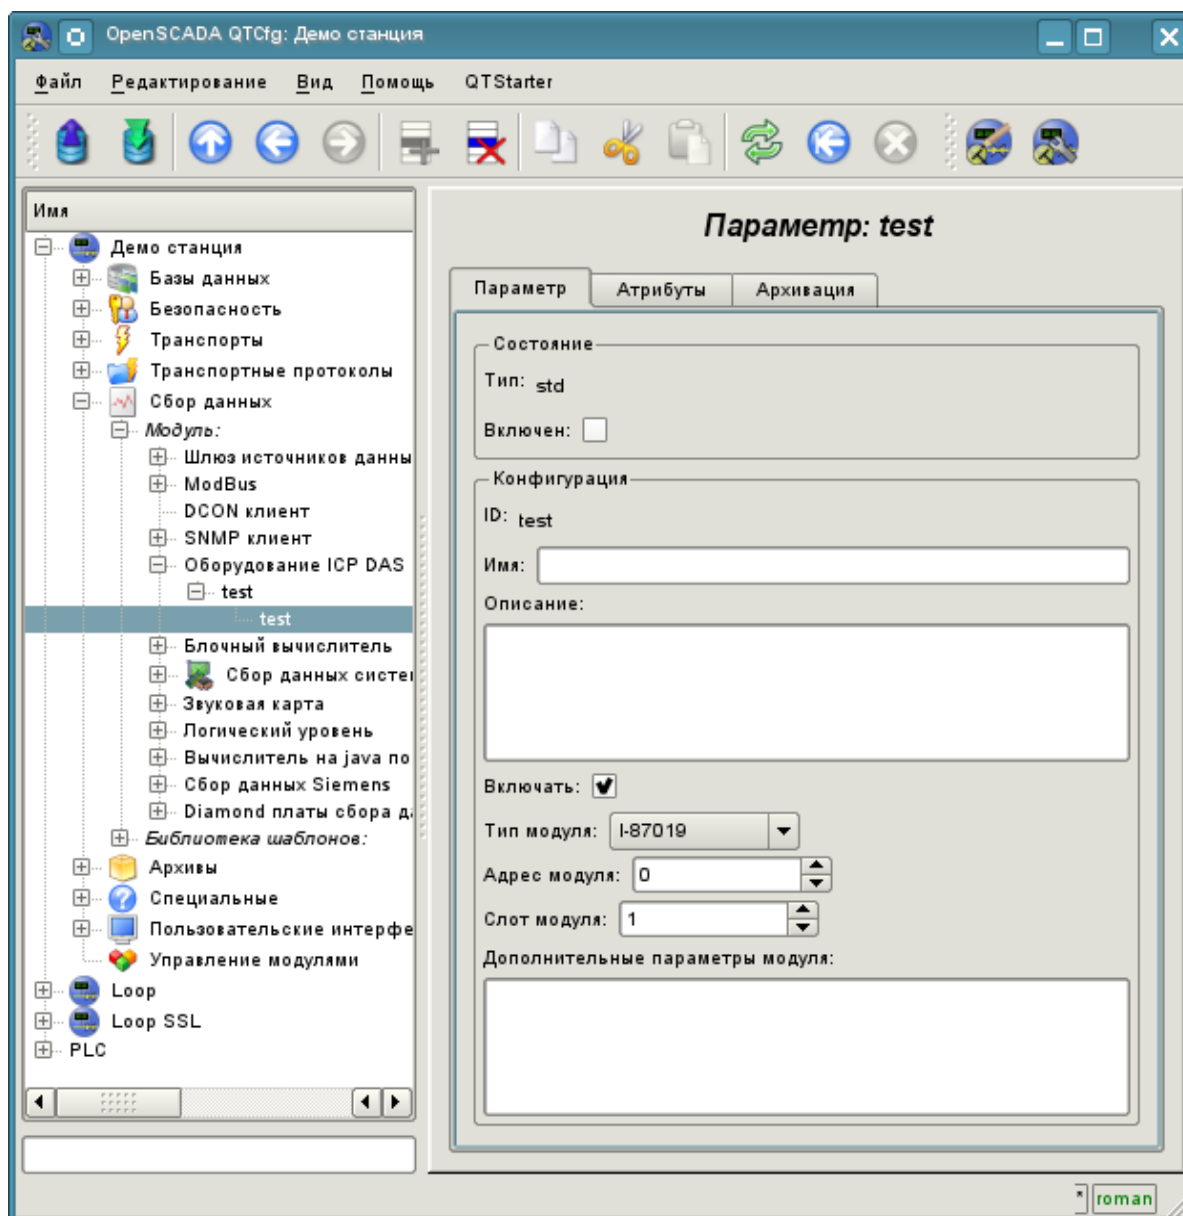 OpenSCADA QTCfg: Демо станция
Файл Редактирование Вид Помощь QTStarter
Имя
Демо станция
Базы данных
Безопасность
Транспорты
Транспортные протоколы
Сбор данных
Модуль:
Шлюз источников данны
ModBus
DCON клиент
SNMP клиент
Оборудование ICP DAS
test
test
Блочный вычислитель
Сбор данных систе
Звуковая карта
Логический уровень
Вычислитель на java по
Сбор данных Siemens
Diamond платы сбора д
Библиотека шаблонов:
Архивы
Специальные
Пользовательские интерфе
Управление модулями
Loop
Loop SSL
PLC
Параметр: test
Параметр Атрибуты Архивация
Состояние
Тип: std
Включен:
Конфигурация
ID: test
Имя:
Описание:
Включать:
Тип модуля: I-87019
Адрес модуля: 0
Слот модуля: 1
Дополнительные параметры модуля:
* roman